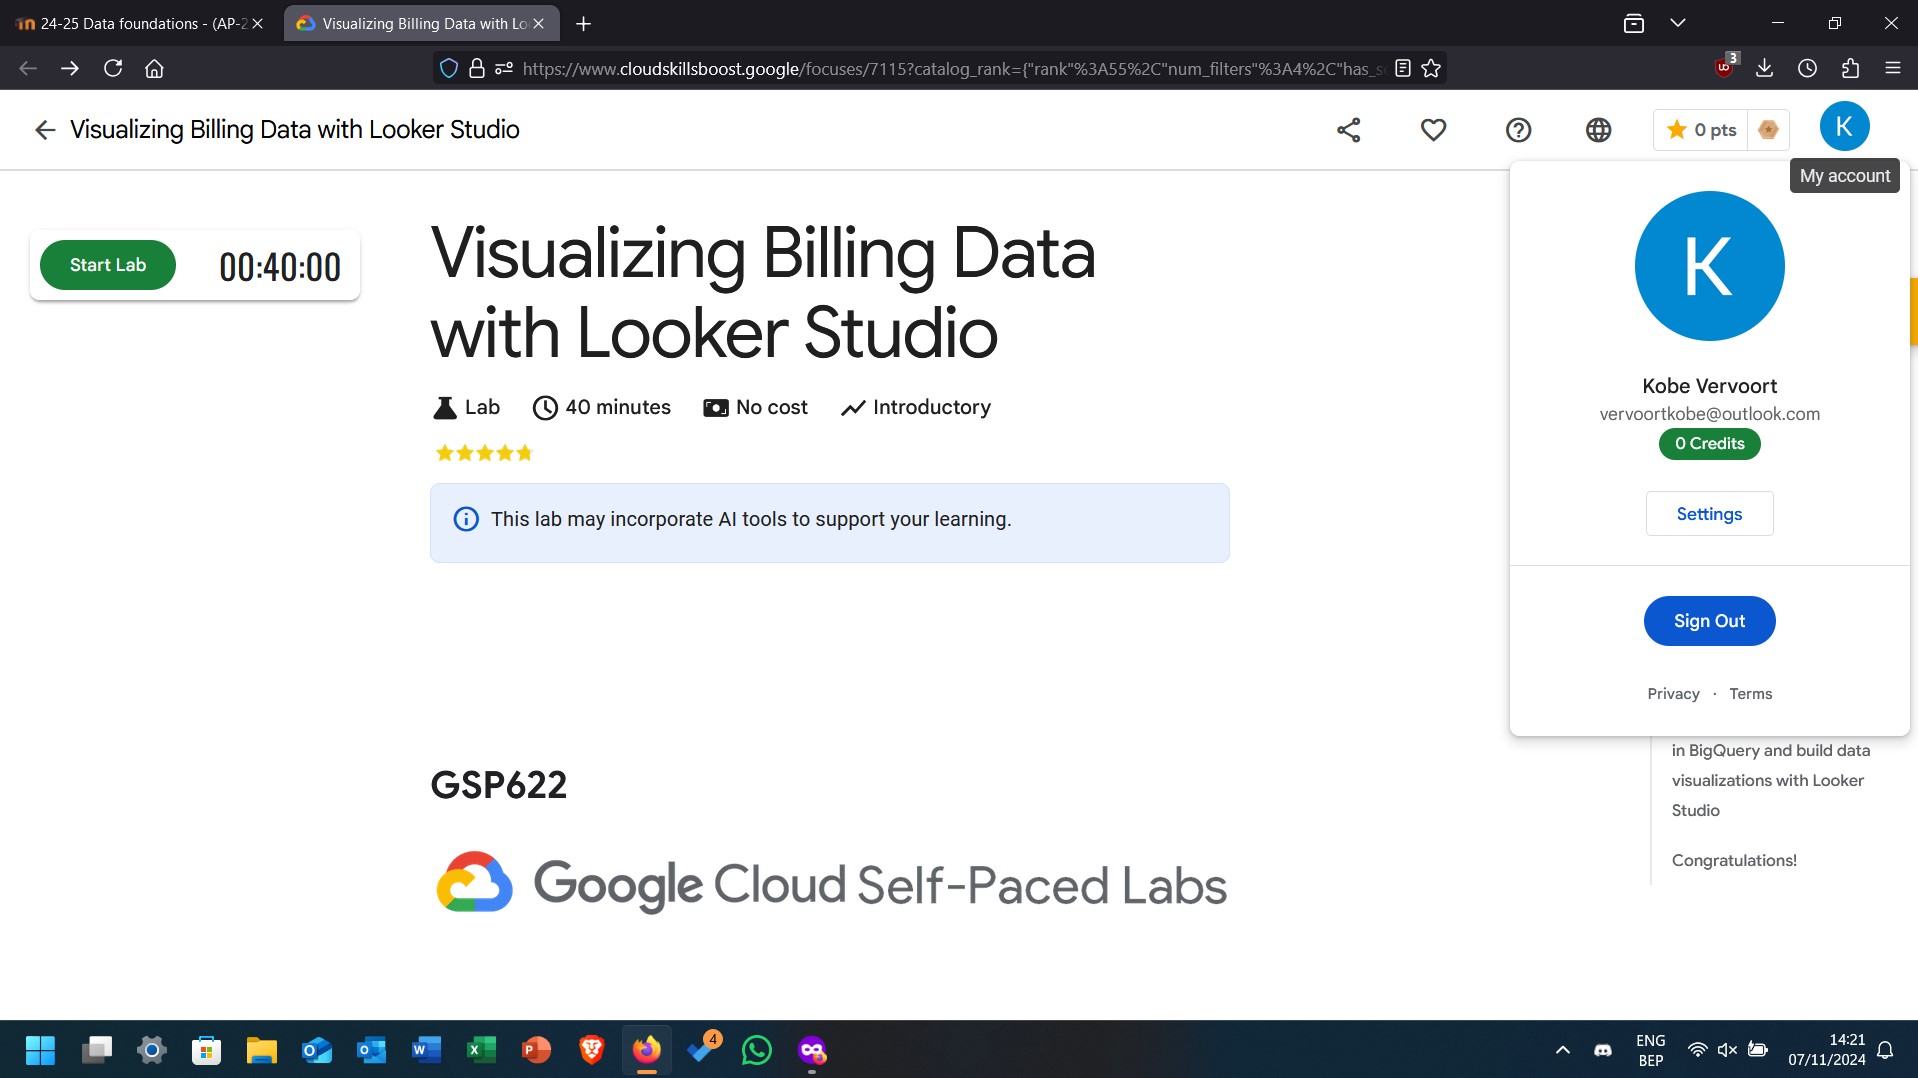 24-25 Data foundations - (AP-2
Visualizing Billing Data with Lo
https://www.cloudskillsboost.google/focuses/7115?catalog_rank={"rank"%3A55%2C"num_filters"%3A4%2C"has_s
3
Visualizing Billing Data with Looker Studio
0 pts
K
My account
Start Lab
00:40:00
Visualizing Billing Data
with Looker Studio
Lab
40 minutes
No cost
Introductory
This lab may incorporate AI tools to support your learning.
K
Kobe Vervoort
vervoortkobe@outlook.com
0 Credits
Settings
Sign Out
Privacy · Terms
in BigQuery and build data
visualizations with Looker
Studio
Congratulations!
GSP622
Google Cloud Self-Paced Labs
4
ENG
BEP
14:21
07/11/2024